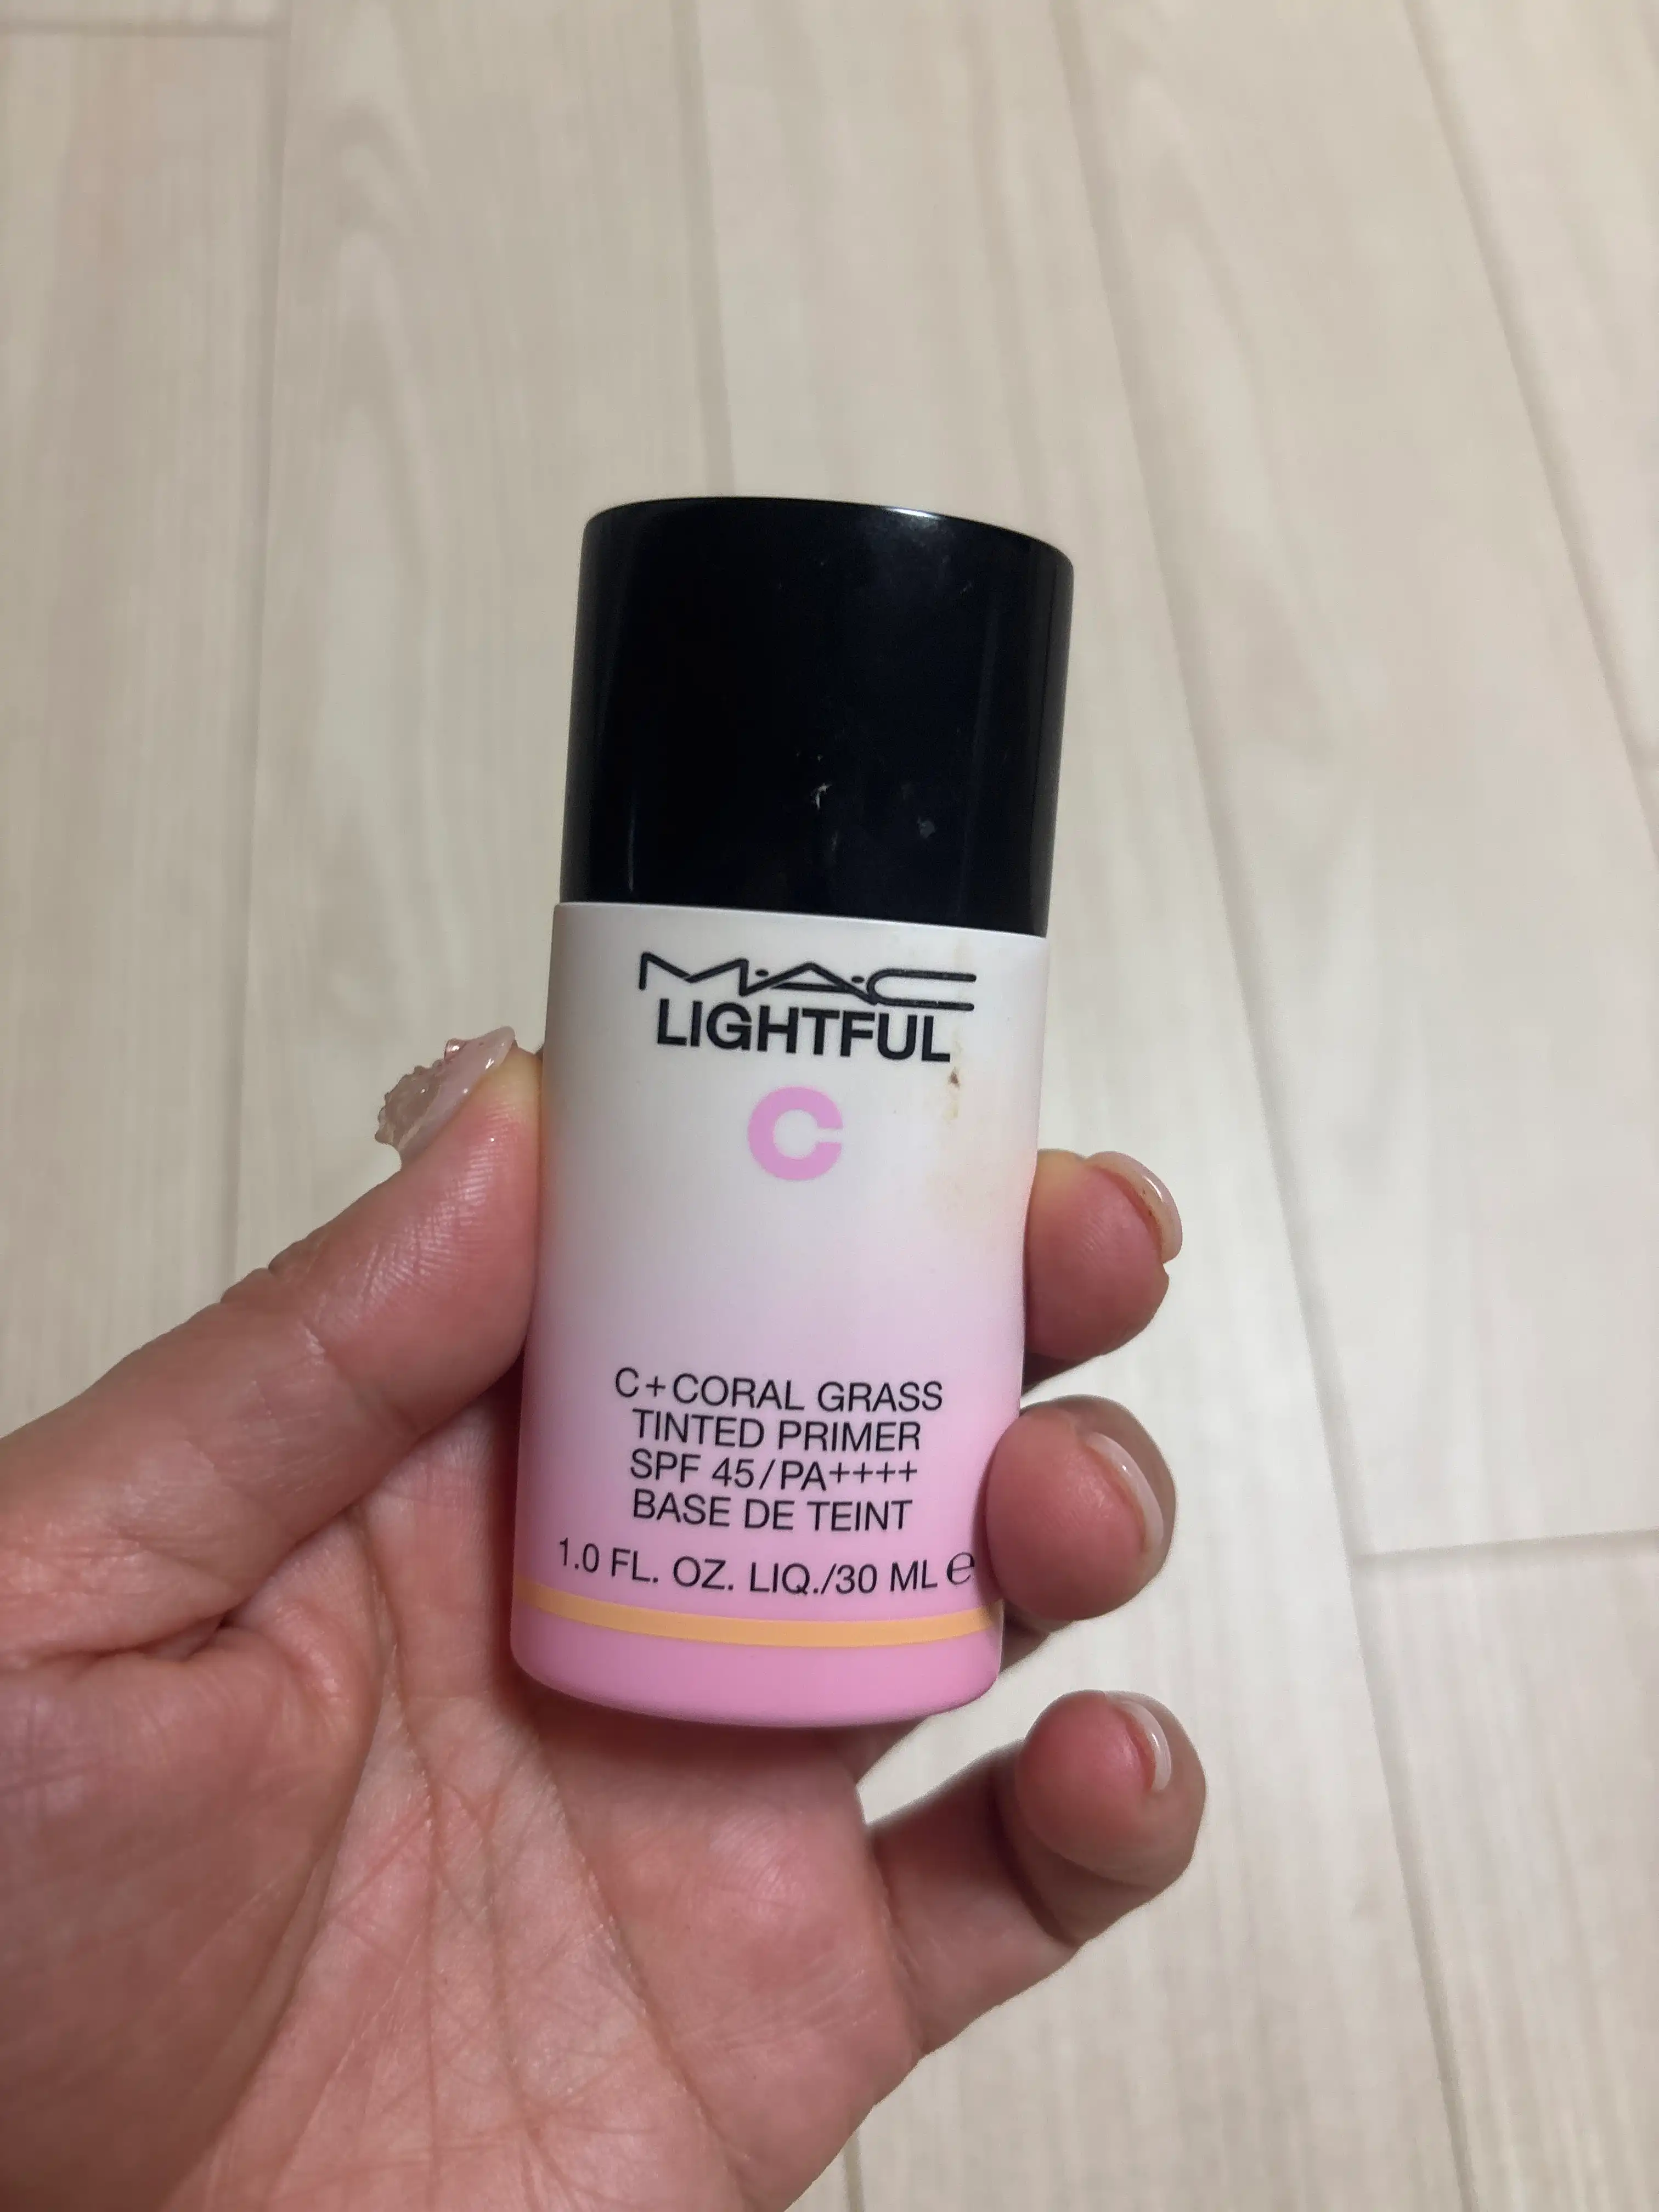 M·A·C
LIGHTFUL
C
C+CORAL GRASS
TINTED PRIMER
SPF 45/PA++++
BASE DE TEINT
1.0 FL. OZ. LIQ./30 ML ℮